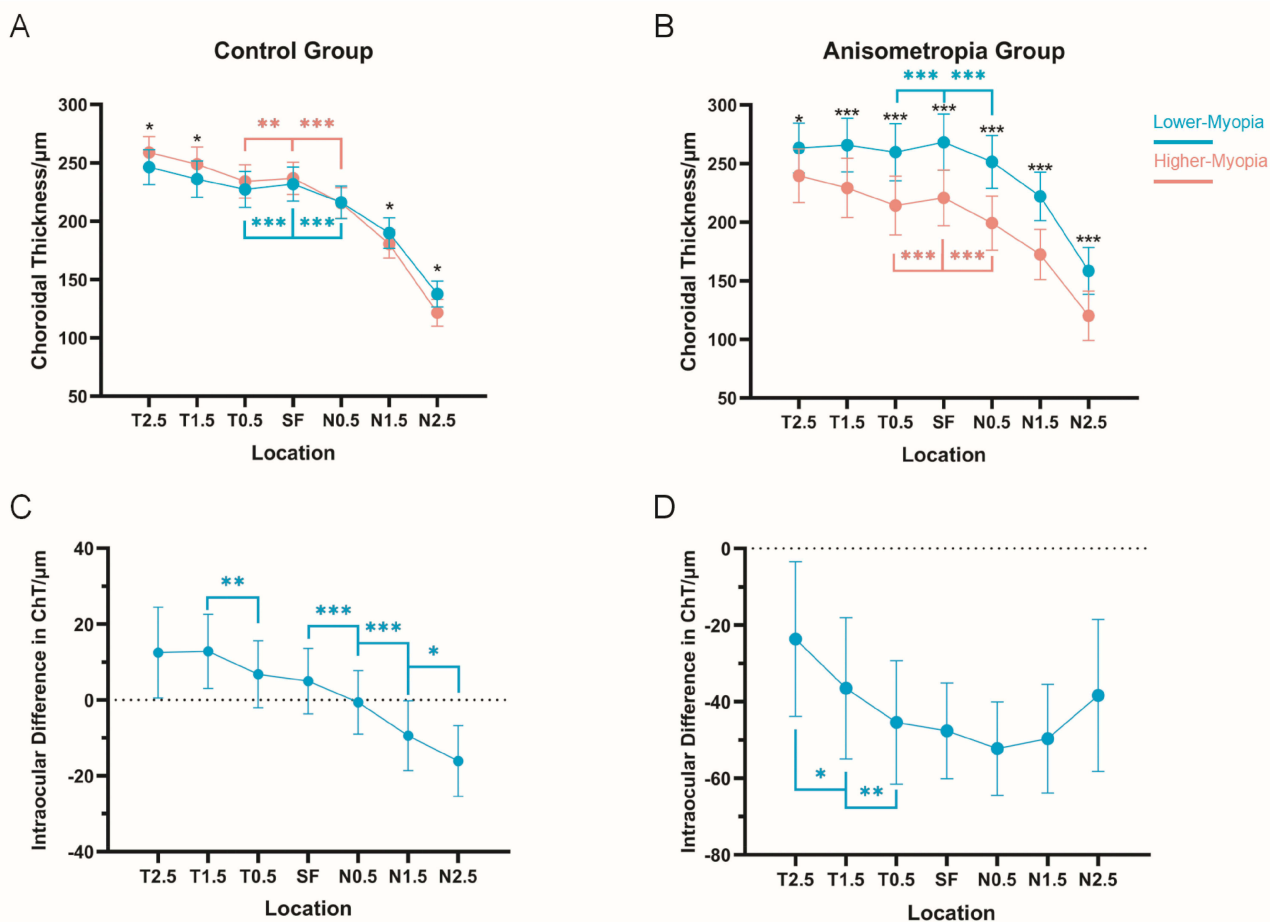 A
Control Group
Choroidal Thickness/μm
300
250
200
150
100
50
* * ** *** *** *** * *
T2.5 T1.5 T0.5 SF N0.5 N1.5 N2.5
Location
B
Anisometropia Group
Choroidal Thickness/μm
300
250
200
150
100
50
*** ***
* *** *** *** *** *** ***
*** ***
T2.5 T1.5 T0.5 SF N0.5 N1.5 N2.5
Location
Lower-Myopia
Higher-Myopia
C
Intraocular Difference in ChT/μm
40
20
0
-20
-40
** *** *** *
T2.5 T1.5 T0.5 SF N0.5 N1.5 N2.5
Location
D
Intraocular Difference in ChT/μm
0
-20
-40
-60
-80
* **
T2.5 T1.5 T0.5 SF N0.5 N1.5 N2.5
Location